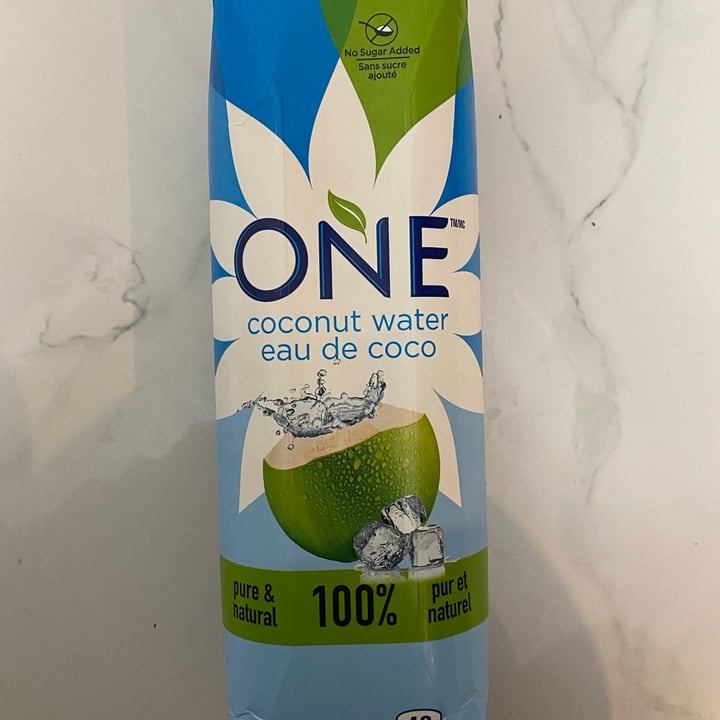 No Sugar Added
Sans sucre
ajouté
ONE TM/MC
coconut water
eau de coco
pure &
natural
100%
pur et
naturel